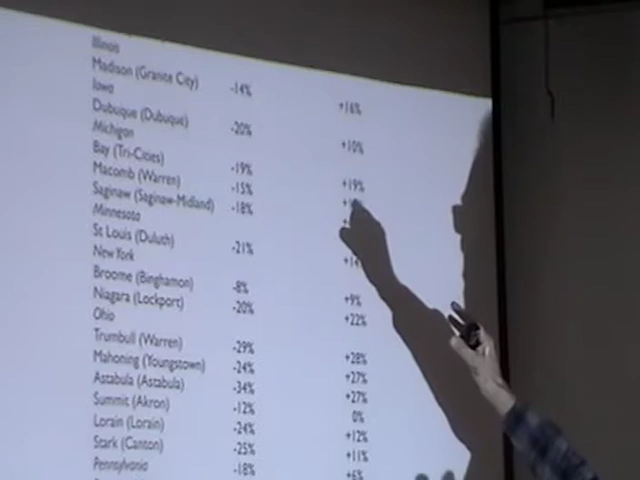 Illinois
Madison (Granite City) -14% +16%
Iowa
Dubuque (Dubuque) -20% +10%
Michigan
Bay (Tri-Cities) -19% +19%
Macomb (Warren) -15%
Saginaw (Saginaw-Midland) -18%
Minnesota
St Louis (Duluth) -21% +14
New York
Broome (Binghamon) -8% +9%
Niagara (Lockport) -20% +22%
Ohio
Trumbull (Warren) -29% +28%
Mahoning (Youngstown) -24% +27%
Astabula (Astabula) -34% +27%
Summit (Akron) -12% 0%
Lorain (Lorain) -24% +12%
Stark (Canton) -25% +11%
Pennsylvania -18% +6%